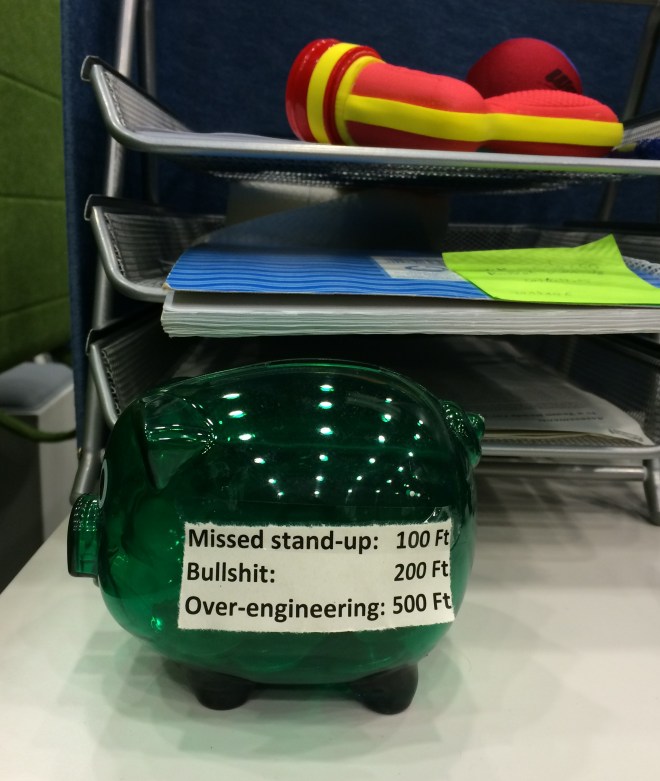 Missed stand-up: 100 Ft
Bullshit: 200 Ft
Over-engineering: 500 Ft